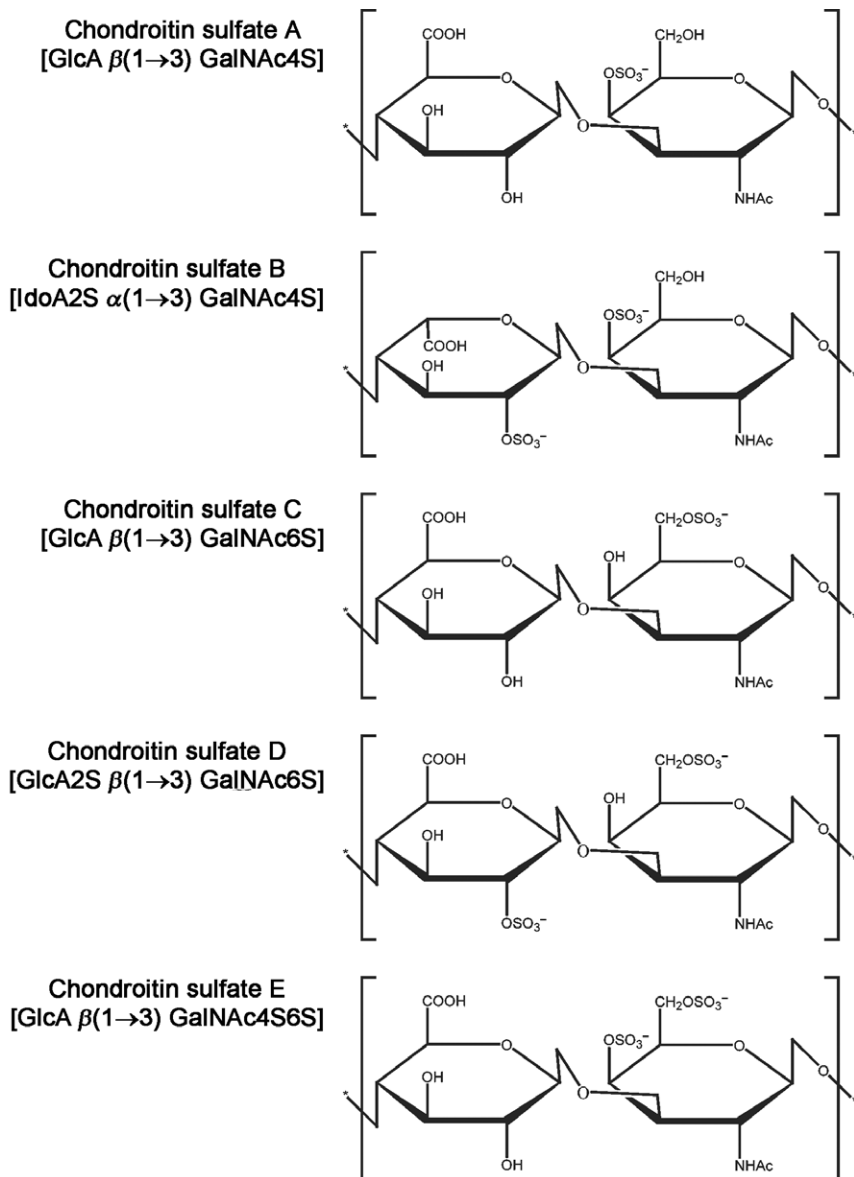 Chondroitin sulfate A
[GlcA β(1→3) GalNAc4S]
COOH
O
OH
OH
O
OSO₃⁻
CH₂OH
O
NHAc
O
*
*
Chondroitin sulfate B
[IdoA2S α(1→3) GalNAc4S]
O
COOH
OH
OSO₃⁻
O
OSO₃⁻
CH₂OH
O
NHAc
O
*
*
Chondroitin sulfate C
[GlcA β(1→3) GalNAc6S]
COOH
O
OH
OH
O
OH
CH₂OSO₃⁻
O
NHAc
O
*
*
Chondroitin sulfate D
[GlcA2S β(1→3) GalNAc6S]
COOH
O
OH
OSO₃⁻
O
OH
CH₂OSO₃⁻
O
NHAc
O
*
*
Chondroitin sulfate E
[GlcA β(1→3) GalNAc4S6S]
COOH
O
OH
OH
O
OSO₃⁻
CH₂OSO₃⁻
O
NHAc
O
*
*